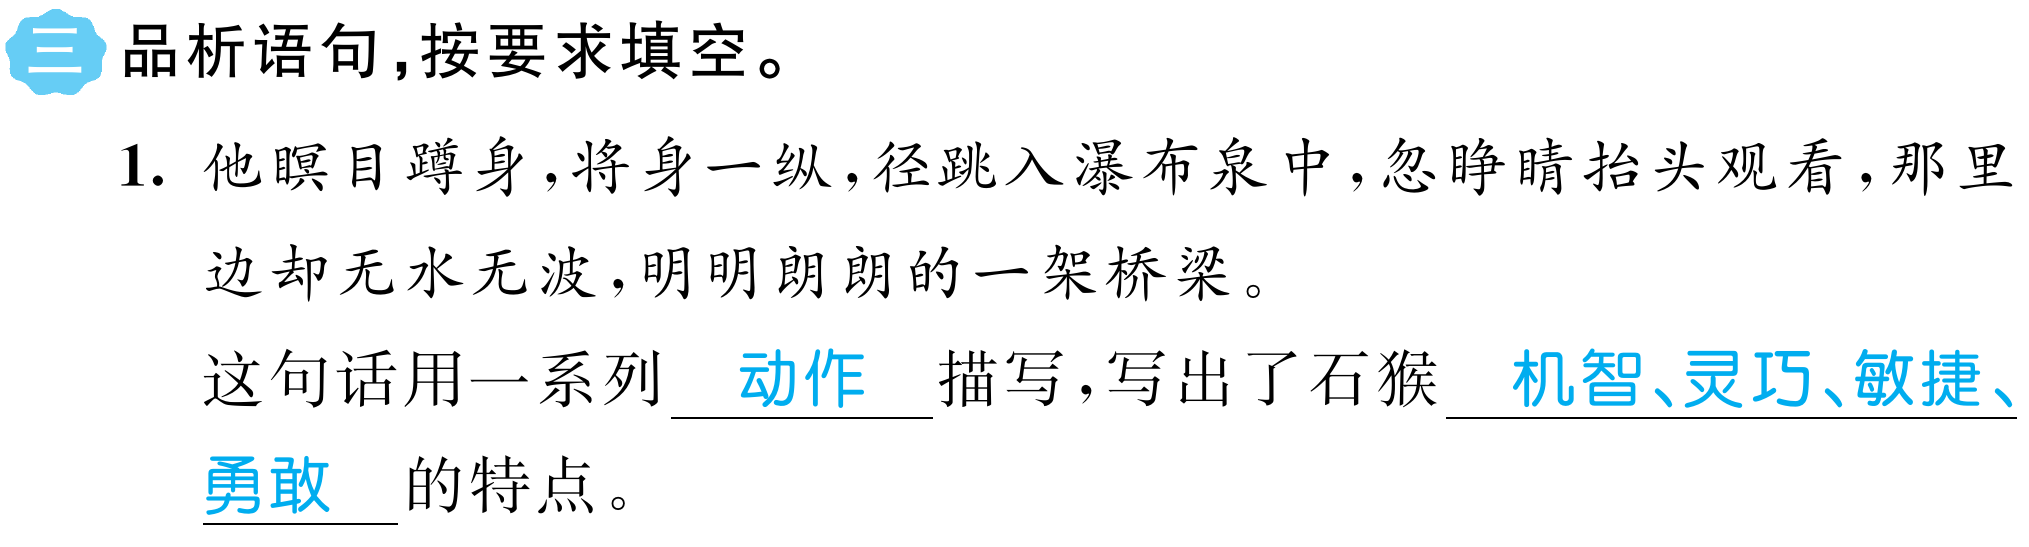 三 品析语句,按要求填空。
1. 他瞑目蹲身,将身一纵,径跳入瀑布泉中,忽睁睛抬头观看,那里
边却无水无波,明明朗朗的一架桥梁。
这句话用一系列 动作 描写,写出了石猴 机智、灵巧、敏捷、
勇敢 的特点。